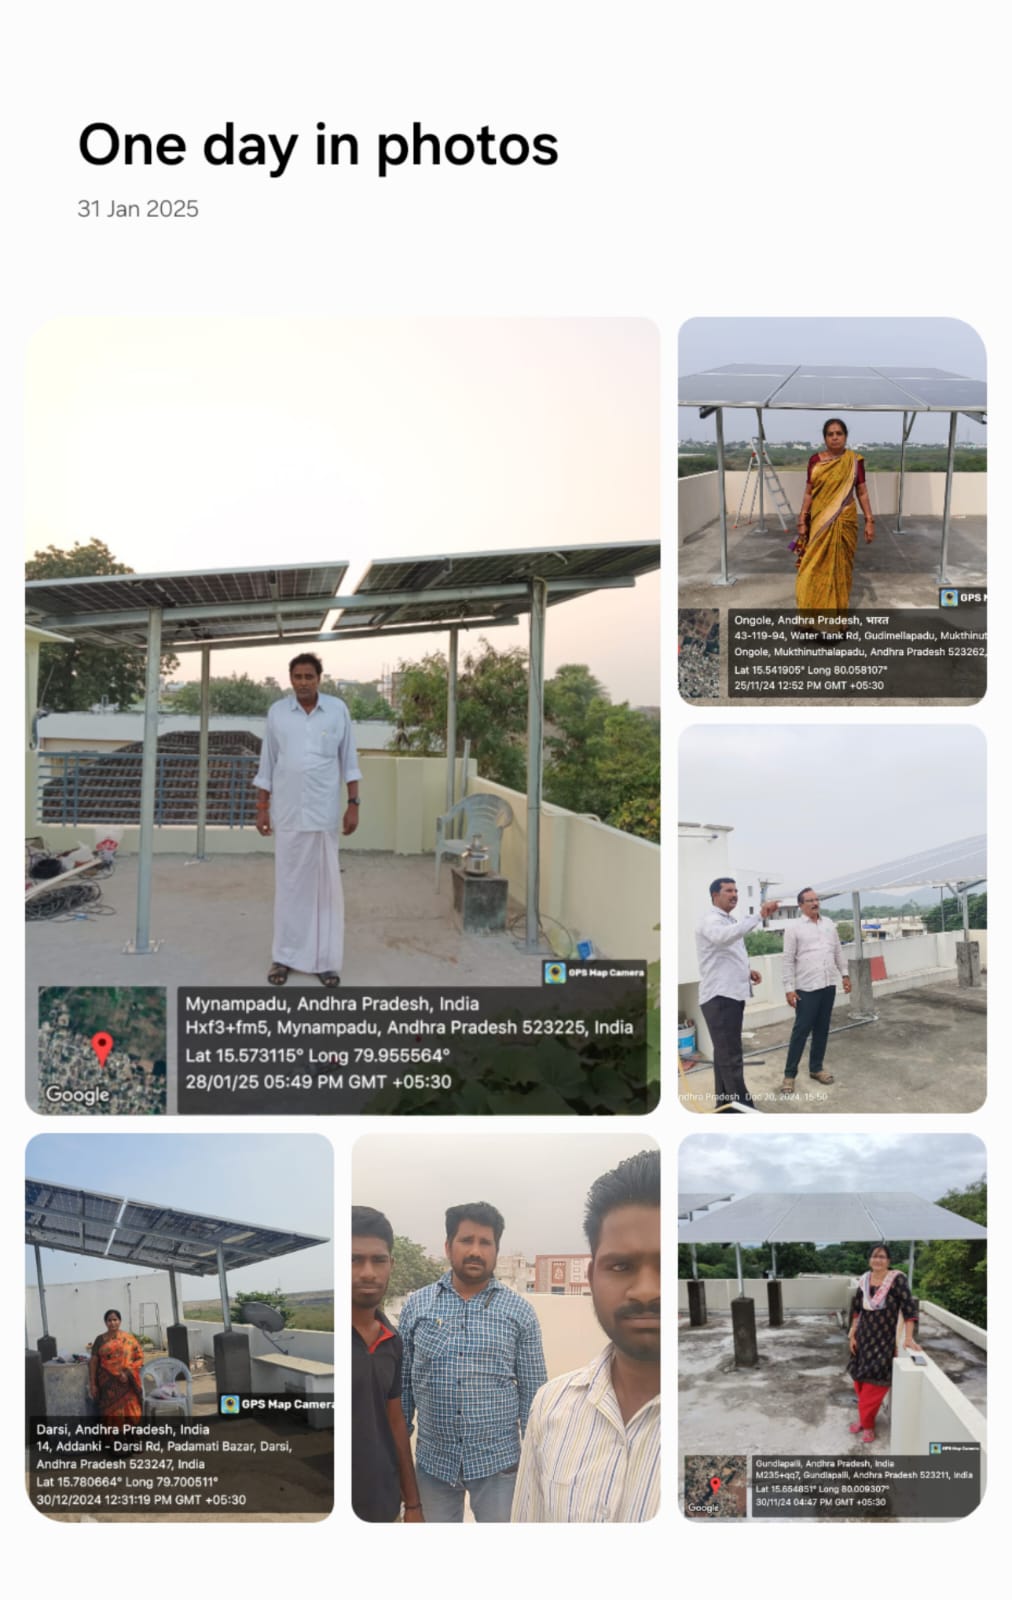 One day in photos
31 Jan 2025
GPS Map Camera
Mynampadu, Andhra Pradesh, India
Hxf3+fm5, Mynampadu, Andhra Pradesh 523225, India
Lat 15.573115° Long 79.955564°
28/01/25 05:49 PM GMT +05:30
Google
GPS
Ongole, Andhra Pradesh, भारत
43-119-94, Water Tank Rd, Gudimellapadu, Mukthinut
Ongole, Mukthinuthalapadu, Andhra Pradesh 523262,
Lat 15.541905° Long 80.058107°
25/11/24 12:52 PM GMT +05:30
ndhra Pradesh Dec 20, 2024, 15:50
GPS Map Camera
Darsi, Andhra Pradesh, India
14, Addanki - Darsi Rd, Padamati Bazar, Darsi,
Andhra Pradesh 523247, India
Lat 15.780664° Long 79.700511°
30/12/2024 12:31:19 PM GMT +05:30
GPS Map Camera
Gundlapalli, Andhra Pradesh, India
M235+qq7, Gundlapalli, Andhra Pradesh 523211, India
Lat 15.654851° Long 80.009307°
30/11/24 04:47 PM GMT +05:30
Google